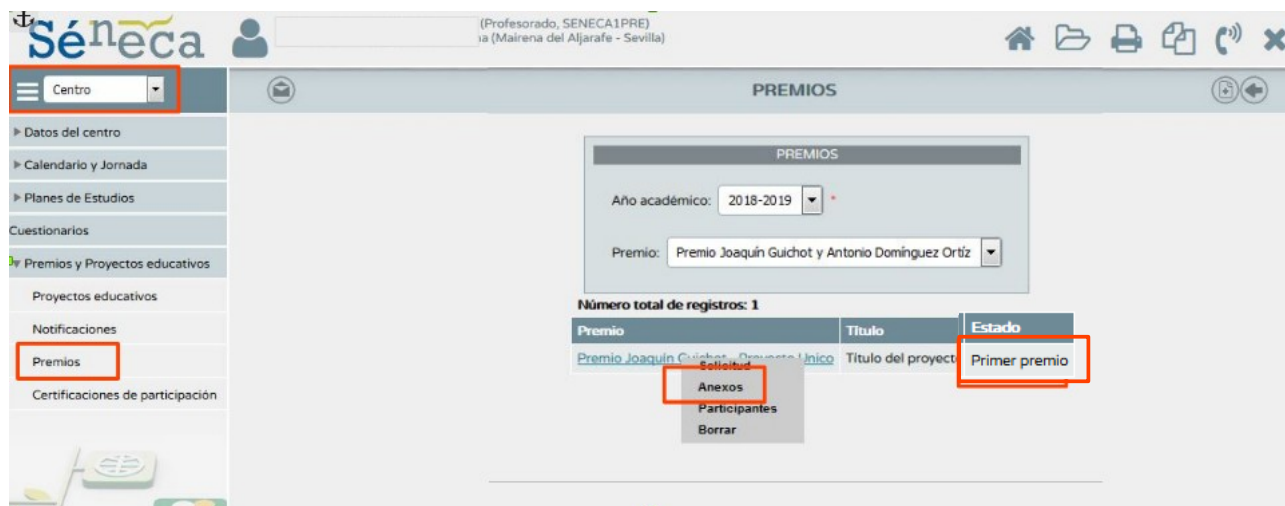 Séneca
(Profesorado, SENECA1PRE)
(Mairena del Aljarafe - Sevilla)
Centro
PREMIOS
Datos del centro
Calendario y Jornada
Planes de Estudios
Cuestionarios
Premios y Proyectos educativos
Proyectos educativos
Notificaciones
Premios
Certificaciones de participación
PREMIOS
Año académico: 2018-2019 *
Premio: Premio Joaquín Guichot y Antonio Domínguez Ortíz
Número total de registros: 1
Premio Título Estado
Premio Joaquín Guichot - Proyecto Unico Título del proyecto Primer premio
Solicitud
Anexos
Participantes
Borrar